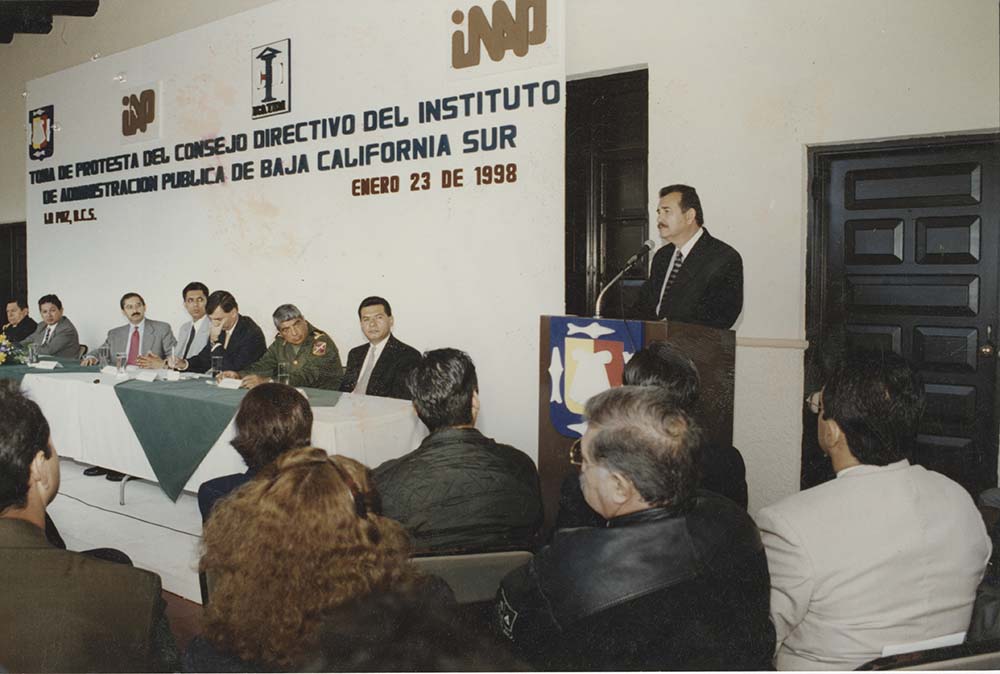 iNAP
iNAP
TOMA DE PROTESTA DEL CONSEJO DIRECTIVO DEL INSTITUTO
DE ADMINISTRACION PUBLICA DE BAJA CALIFORNIA SUR
LA PAZ, B.C.S.
ENERO 23 DE 1998